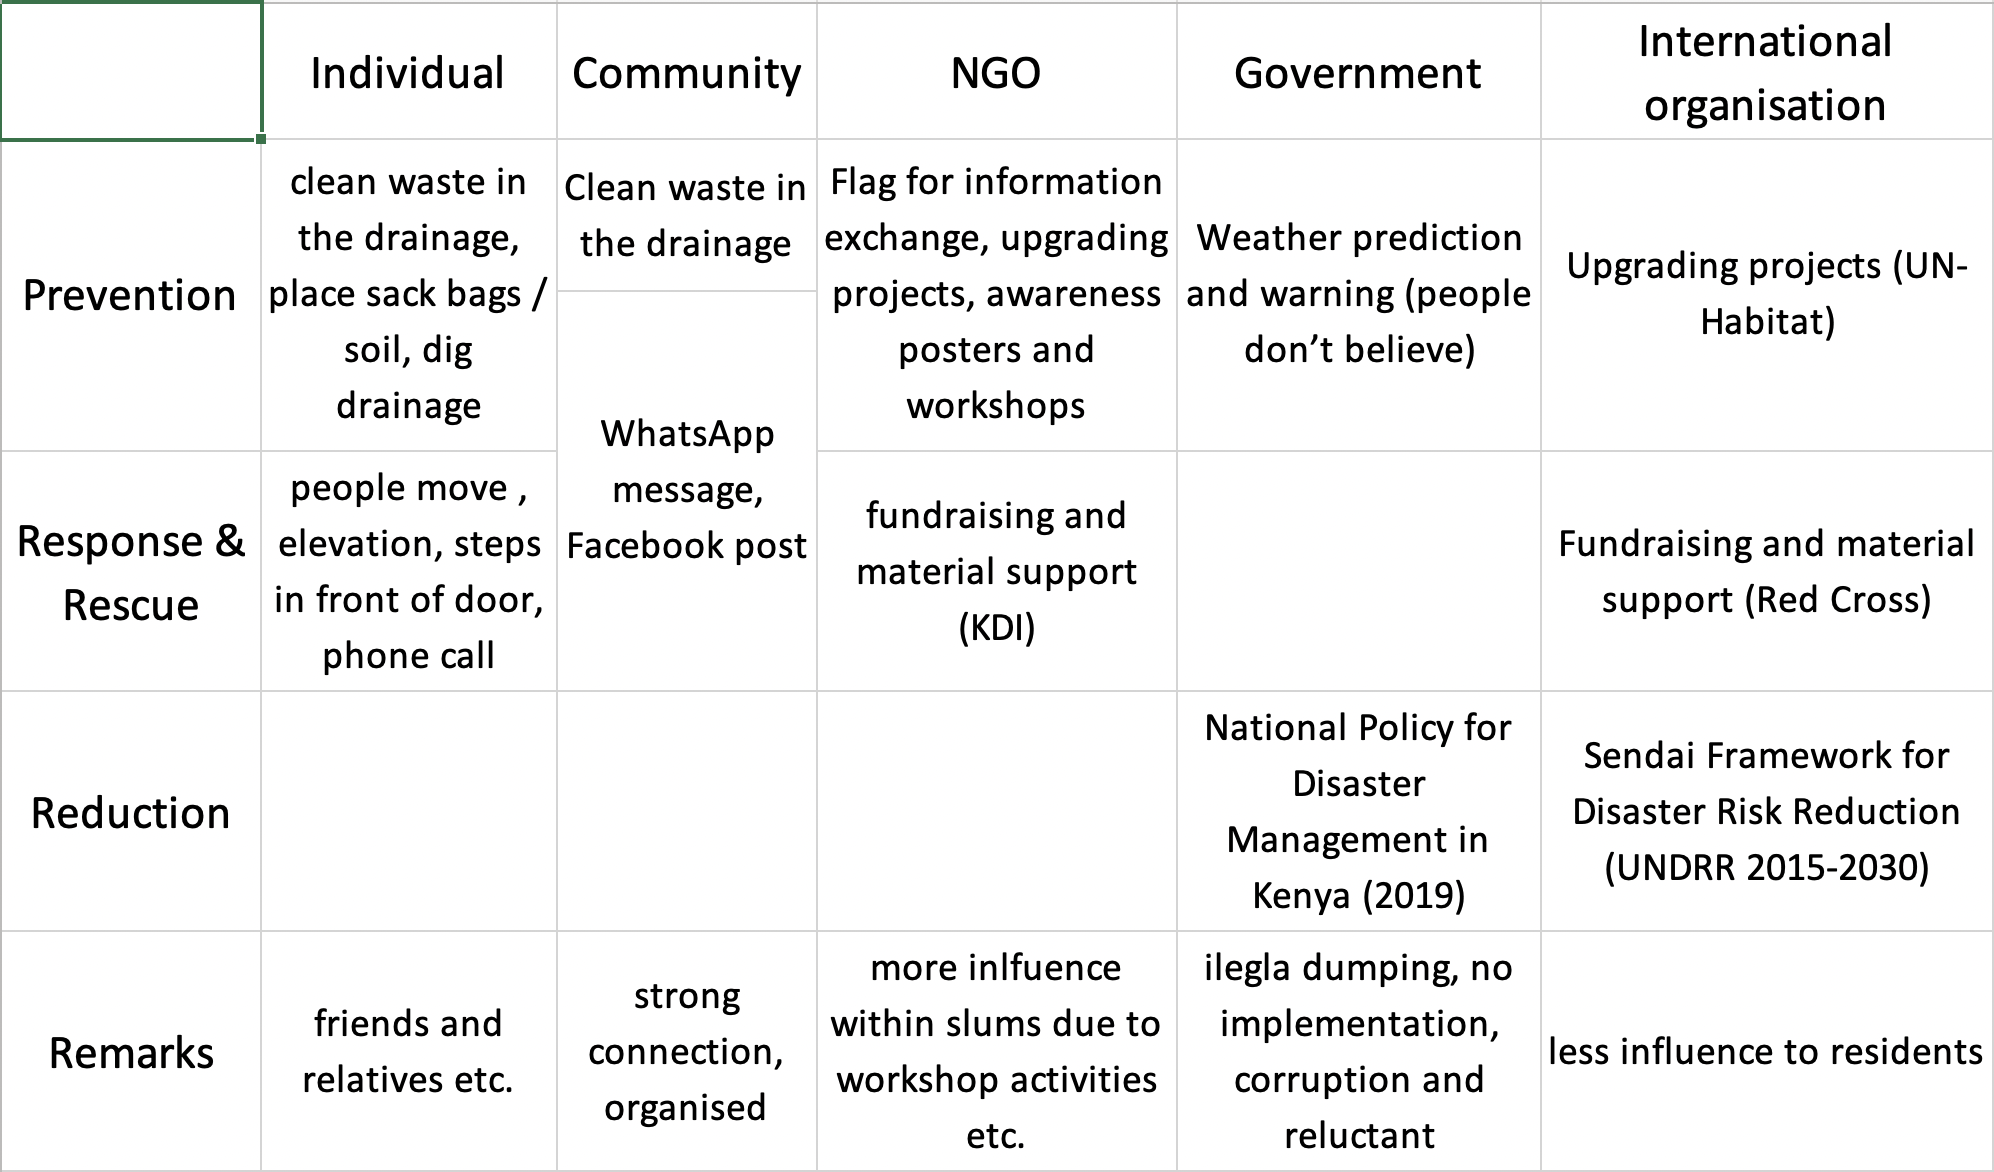 Individual
Community
NGO
Government
International
organisation
Prevention
clean waste in
the drainage,
place sack bags /
soil, dig
drainage
Clean waste in
the drainage
Flag for information
exchange, upgrading
projects, awareness
posters and
workshops
Weather prediction
and warning (people
don’t believe)
Upgrading projects (UN-
Habitat)
WhatsApp
message,
Facebook post
Response &
Rescue
people move ,
elevation, steps
in front of door,
phone call
fundraising and
material support
(KDI)
Fundraising and material
support (Red Cross)
Reduction
National Policy for
Disaster
Management in
Kenya (2019)
Sendai Framework for
Disaster Risk Reduction
(UNDRR 2015-2030)
Remarks
friends and
relatives etc.
strong
connection,
organised
more inlfuence
within slums due to
workshop activities
etc.
ilegla dumping, no
implementation,
corruption and
reluctant
less influence to residents